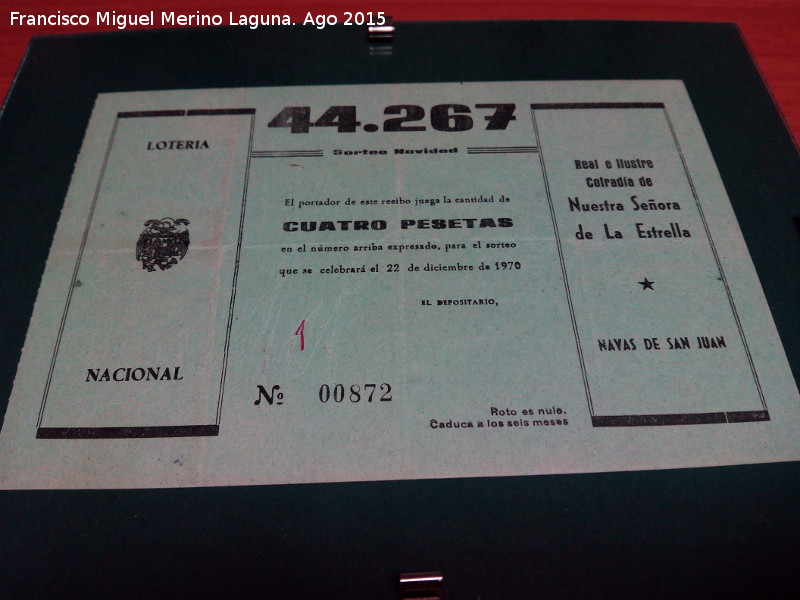 Francisco Miguel Merino Laguna. Ago 2015
LOTERIA
NACIONAL
44.267
Sorteo Navidad
El portador de este recibo juega la cantidad de
CUATRO PESETAS
en el número arriba expresado, para el sorteo
que se celebrará el 22 de diciembre de 1970
EL DEPOSITARIO,
1
Nº 00872
Roto es nulo.
Caduca a los seis meses
Real e Ilustre
Cofradía de
Nuestra Señora
de La Estrella
NAVAS DE SAN JUAN